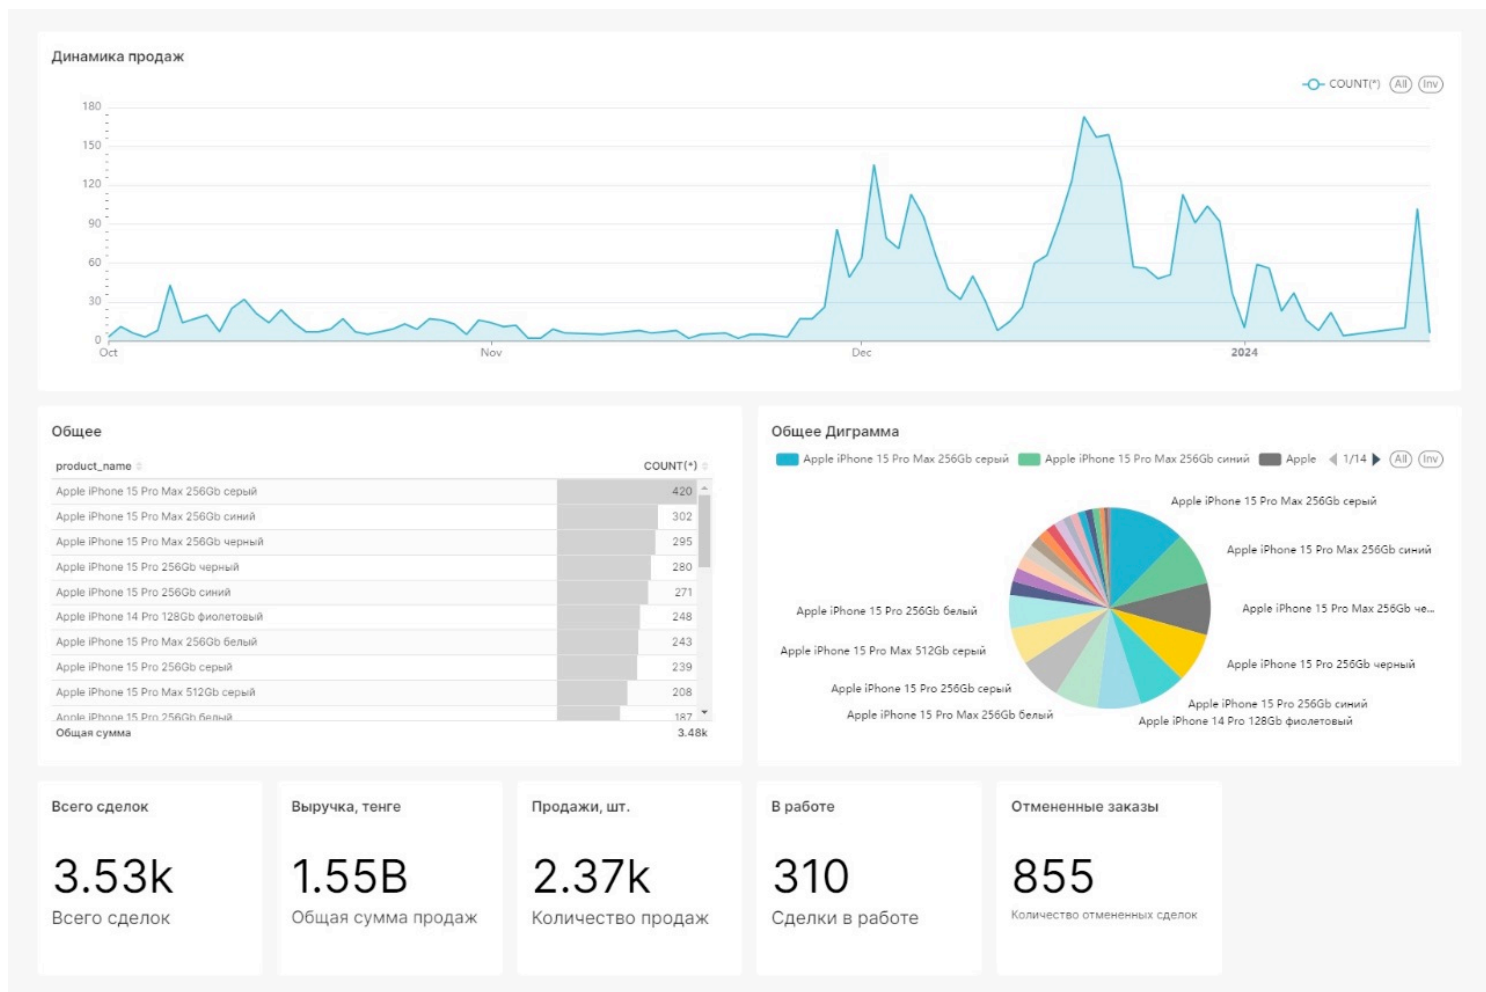 Динамика продаж
COUNT(*) All Inv
180
150
120
90
60
30
0
Oct Nov Dec 2024
Общее
product_name COUNT(*)
Apple iPhone 15 Pro Max 256Gb серый 420
Apple iPhone 15 Pro Max 256Gb синий 302
Apple iPhone 15 Pro Max 256Gb черный 295
Apple iPhone 15 Pro 256Gb черный 280
Apple iPhone 15 Pro 256Gb синий 271
Apple iPhone 14 Pro 128Gb фиолетовый 248
Apple iPhone 15 Pro Max 256Gb белый 243
Apple iPhone 15 Pro 256Gb серый 239
Apple iPhone 15 Pro Max 512Gb серый 208
Apple iPhone 15 Pro 256Gb белый 187
Общая сумма 3.48k
Общее Диграмма
Apple iPhone 15 Pro Max 256Gb серый Apple iPhone 15 Pro Max 256Gb синий Apple 1/14 All Inv
Apple iPhone 15 Pro Max 256Gb серый
Apple iPhone 15 Pro Max 256Gb синий
Apple iPhone 15 Pro Max 256Gb че...
Apple iPhone 15 Pro 256Gb черный
Apple iPhone 15 Pro 256Gb синий
Apple iPhone 14 Pro 128Gb фиолетовый
Apple iPhone 15 Pro Max 256Gb белый
Apple iPhone 15 Pro 256Gb серый
Apple iPhone 15 Pro Max 512Gb серый
Apple iPhone 15 Pro 256Gb белый
Всего сделок
3.53k
Всего сделок
Выручка, тенге
1.55B
Общая сумма продаж
Продажи, шт.
2.37k
Количество продаж
В работе
310
Сделки в работе
Отмененные заказы
855
Количество отмененных сделок